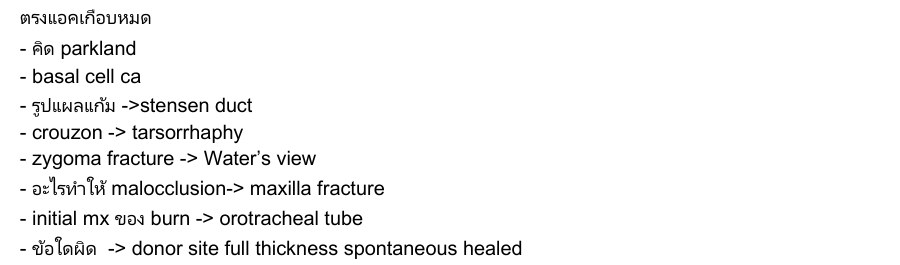 ตรงแอคเกือบหมด
- คิด parkland
- basal cell ca
- รูปแผลแก้ม ->stensen duct
- crouzon -> tarsorrhaphy
- zygoma fracture -> Water’s view
- อะไรทำให้ malocclusion-> maxilla fracture
- initial mx ของ burn -> orotracheal tube
- ข้อใดผิด  -> donor site full thickness spontaneous healed